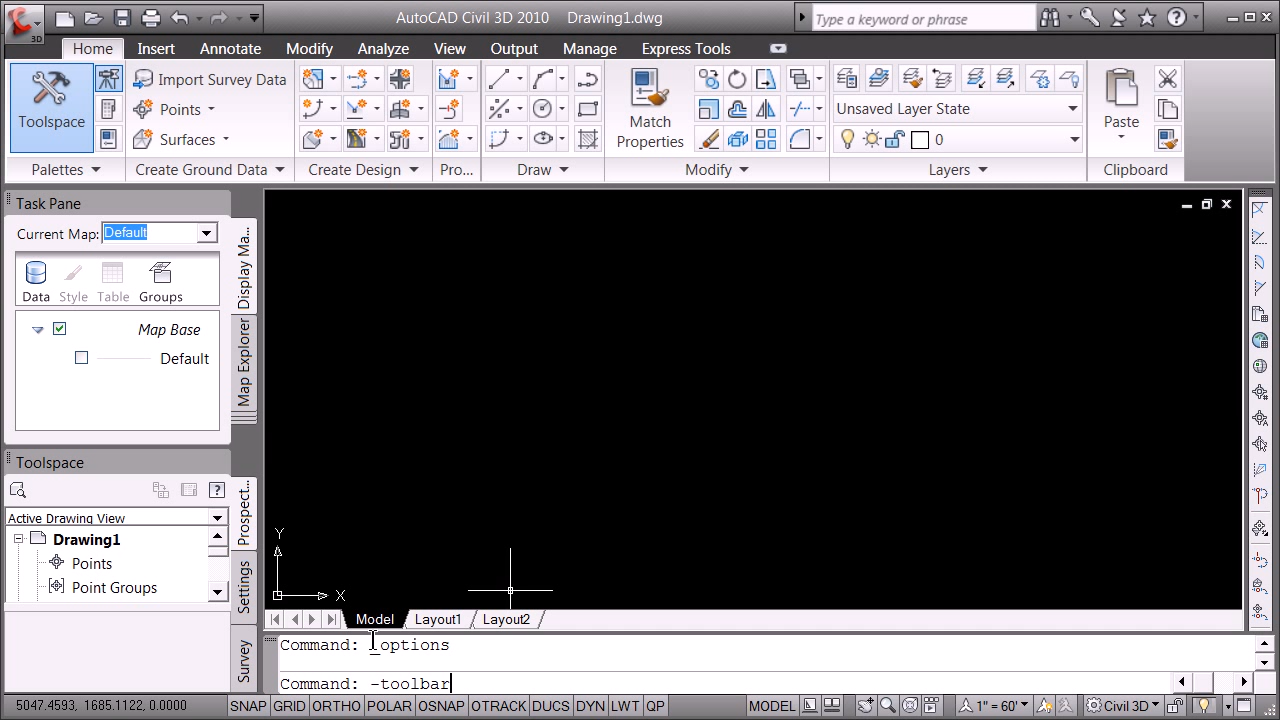 AutoCAD Civil 3D 2010 Drawing1.dwg
Type a keyword or phrase
3D
Home Insert Annotate Modify Analyze View Output Manage Express Tools
Toolspace
Import Survey Data
Points
Surfaces
Match
Properties
Unsaved Layer State
0
Paste
Palettes
Create Ground Data
Create Design
Pro...
Draw
Modify
Layers
Clipboard
Task Pane
Current Map: Default
Data Style Table Groups
Map Base
Default
Display Ma...
Map Explorer
Toolspace
Active Drawing View
Drawing1
Points
Point Groups
Prospect...
Settings
Survey
Y
X
Model Layout1 Layout2
Command: _options
Command: -toolbar
5047.4593, 1685.1122, 0.0000 SNAP GRID ORTHO POLAR OSNAP OTRACK DUCS DYN LWT QP MODEL 1" = 60' Civil 3D